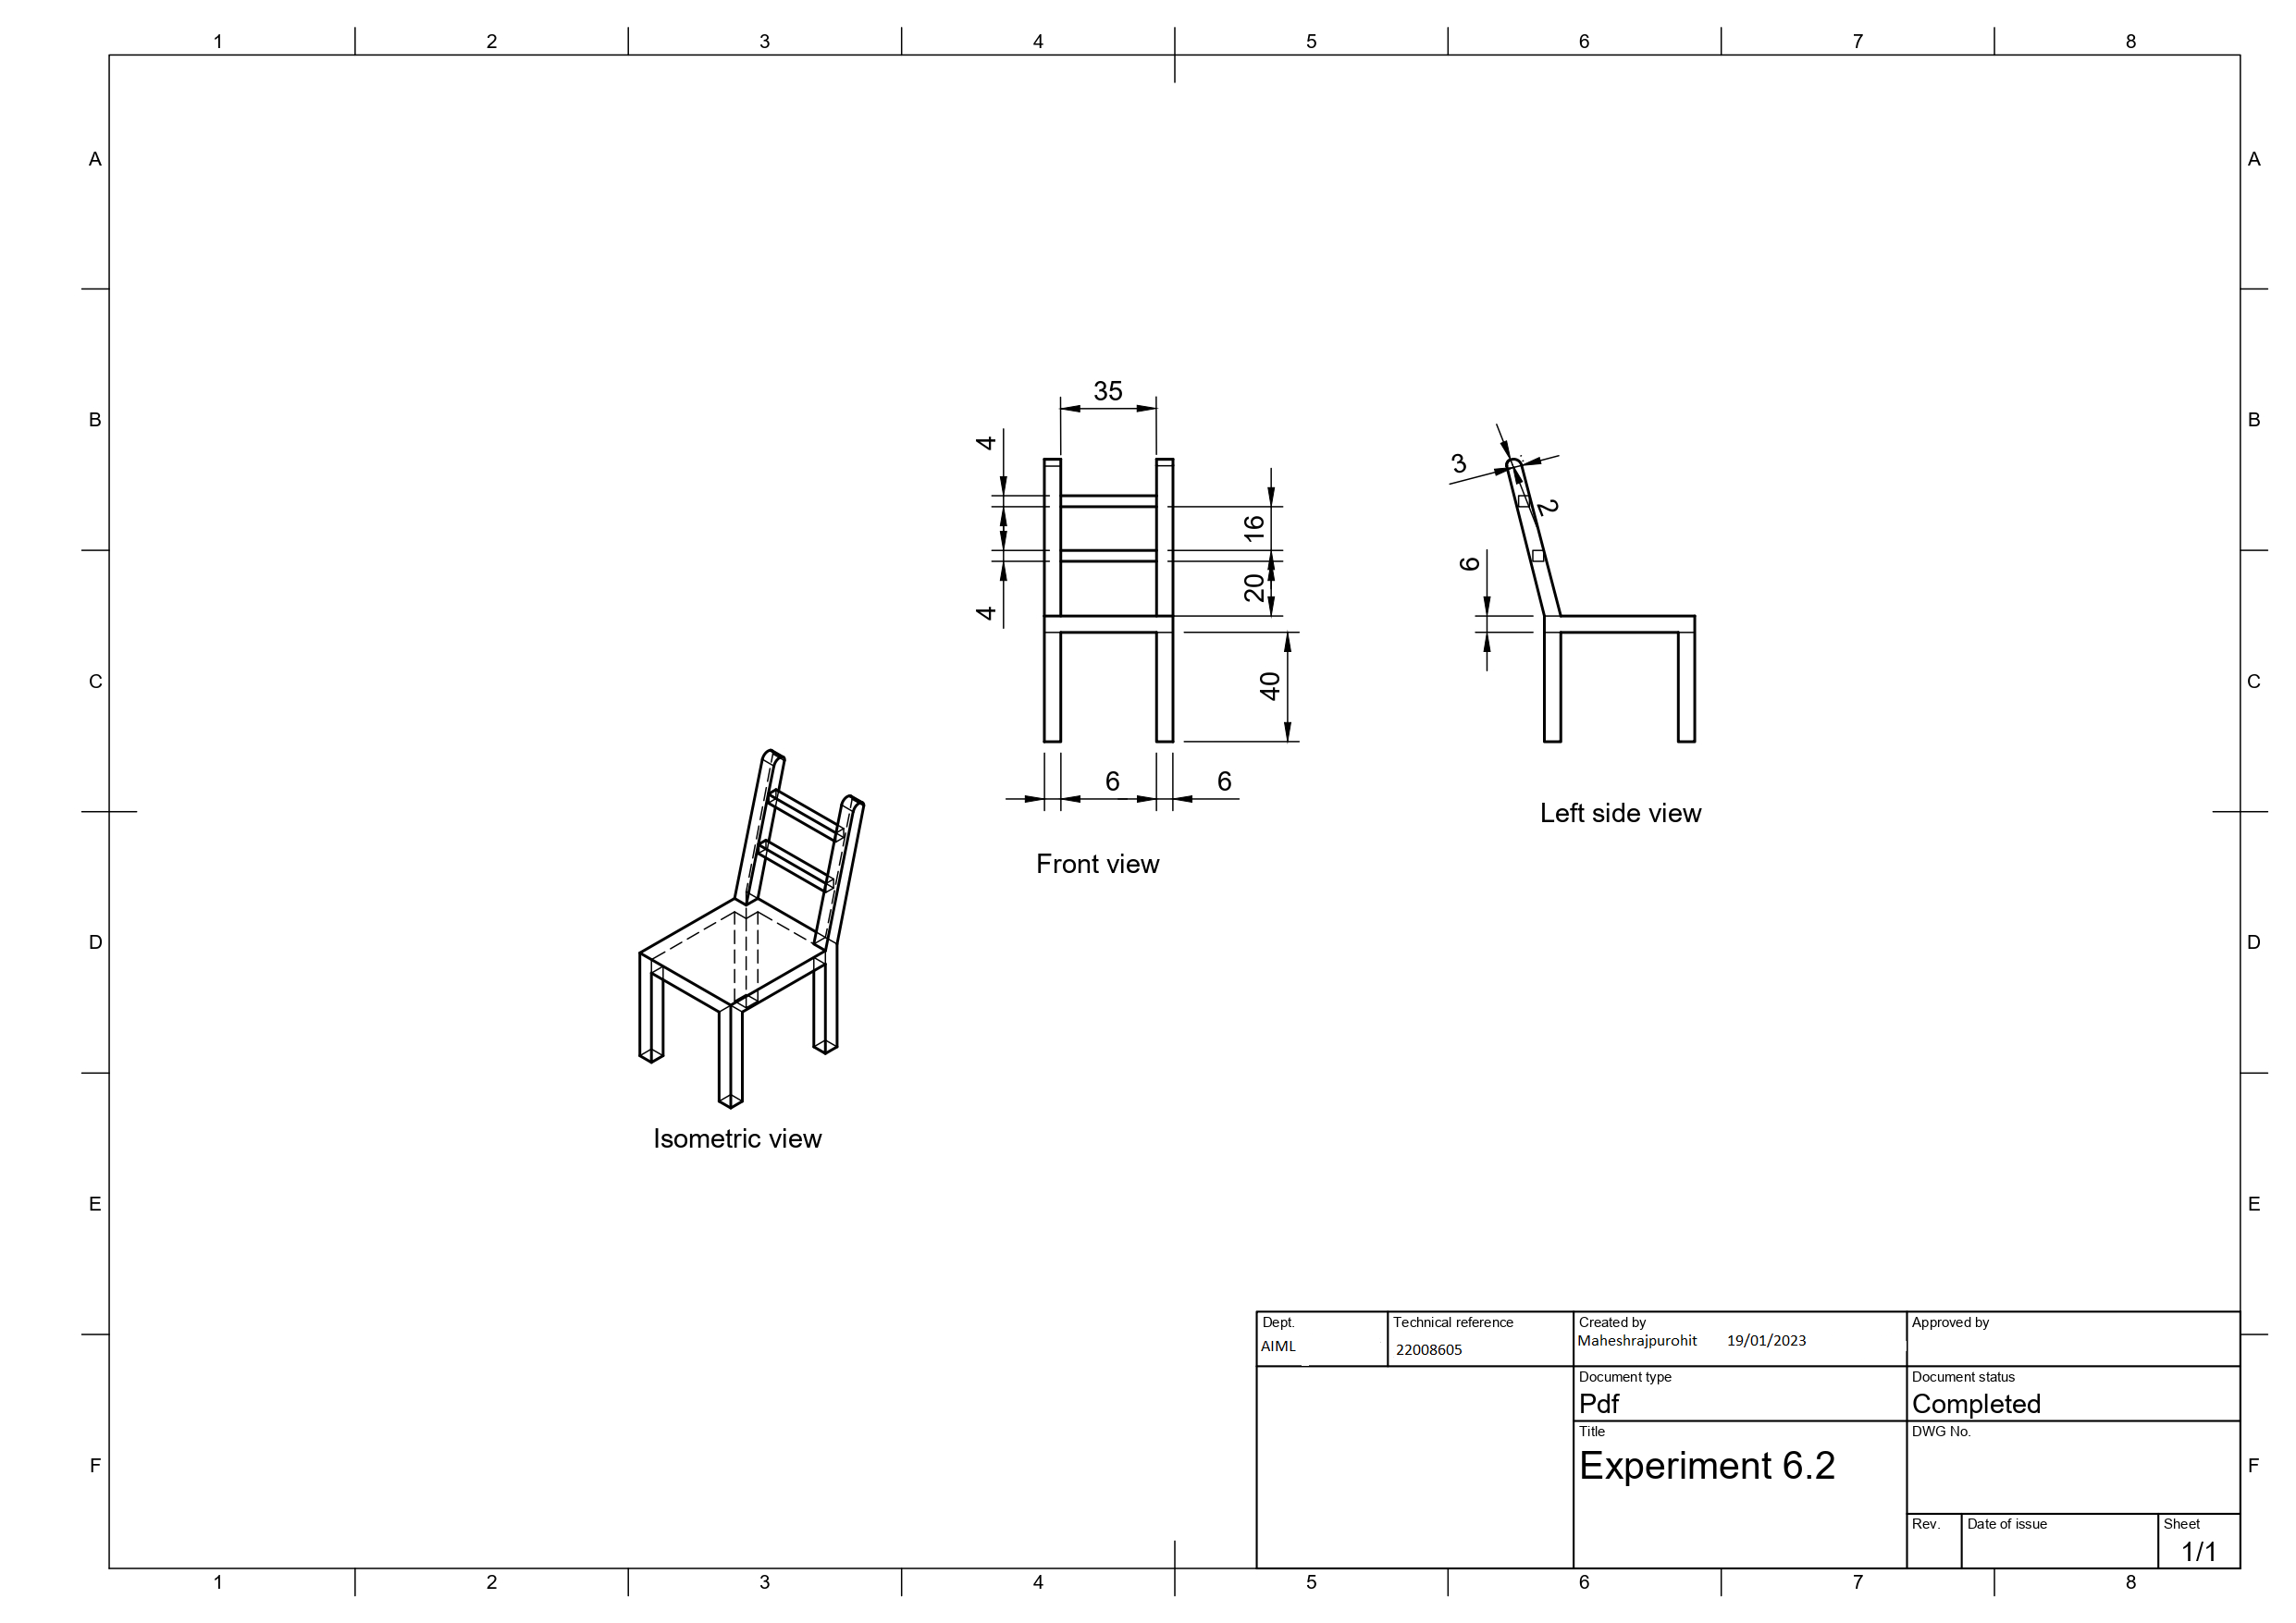 1 2 3 4 5 6 7 8
A A
35
B B
4
3
2
16
6
20
4
C C
40
6 6
Left side view
Front view
D D
Isometric view
E E
Dept. Technical reference Created by Approved by
AIML 22008605 Maheshrajpurohit 19/01/2023
Document type Document status
Pdf Completed
Title DWG No.
Experiment 6.2
F F
Rev. Date of issue Sheet
1/1
1 2 3 4 5 6 7 8